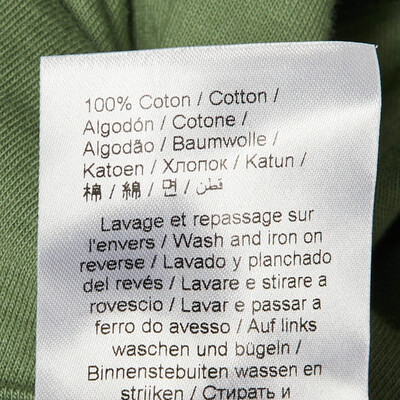 100% Coton / Cotton /
Algodón / Cotone /
Algodão / Baumwolle /
Katoen / Хлопок / Katun /
棉 / 綿 / 면 / قطن /
Lavage et repassage sur
l'envers / Wash and iron on
reverse / Lavado y planchado
del revés / Lavare e stirare a
rovescio / Lavar e passar a
ferro do avesso / Auf links
waschen und bügeln /
Binnenstebuiten wassen en
strijken / Стирать и